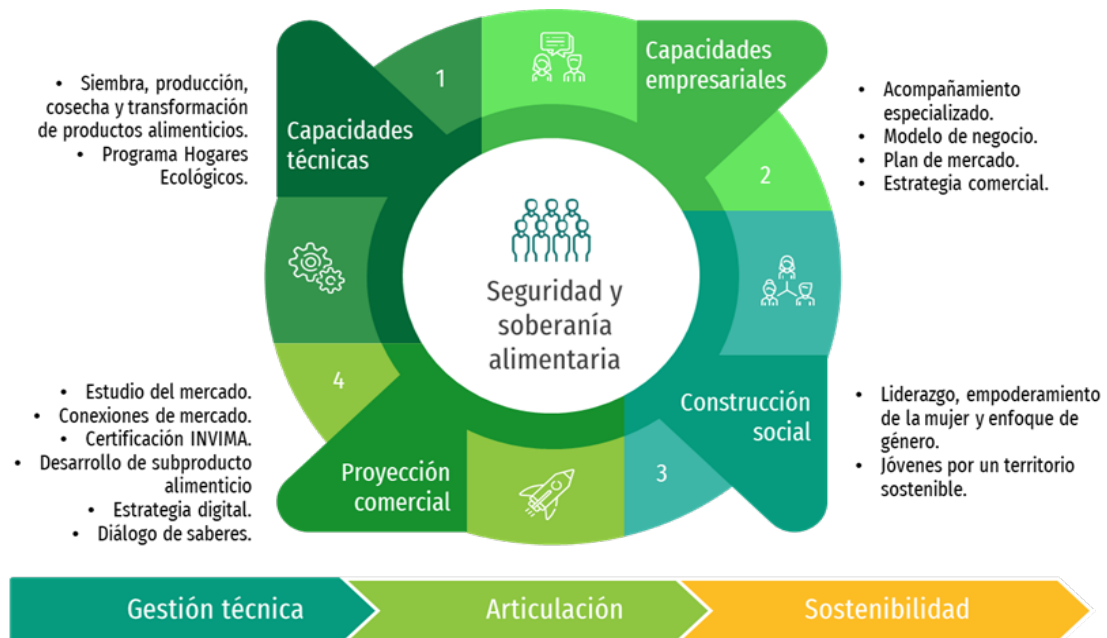 1
Capacidades
técnicas
• Siembra, producción,
cosecha y transformación
de productos alimenticios.
• Programa Hogares
Ecológicos.
Capacidades
empresariales
2
• Acompañamiento
especializado.
• Modelo de negocio.
• Plan de mercado.
• Estrategia comercial.
Seguridad y
soberanía
alimentaria
Construcción
social
3
• Liderazgo, empoderamiento
de la mujer y enfoque de
género.
• Jóvenes por un territorio
sostenible.
4
Proyección
comercial
• Estudio del mercado.
• Conexiones de mercado.
• Certificación INVIMA.
• Desarrollo de subproducto
alimenticio
• Estrategia digital.
• Diálogo de saberes.
Gestión técnica
Articulación
Sostenibilidad